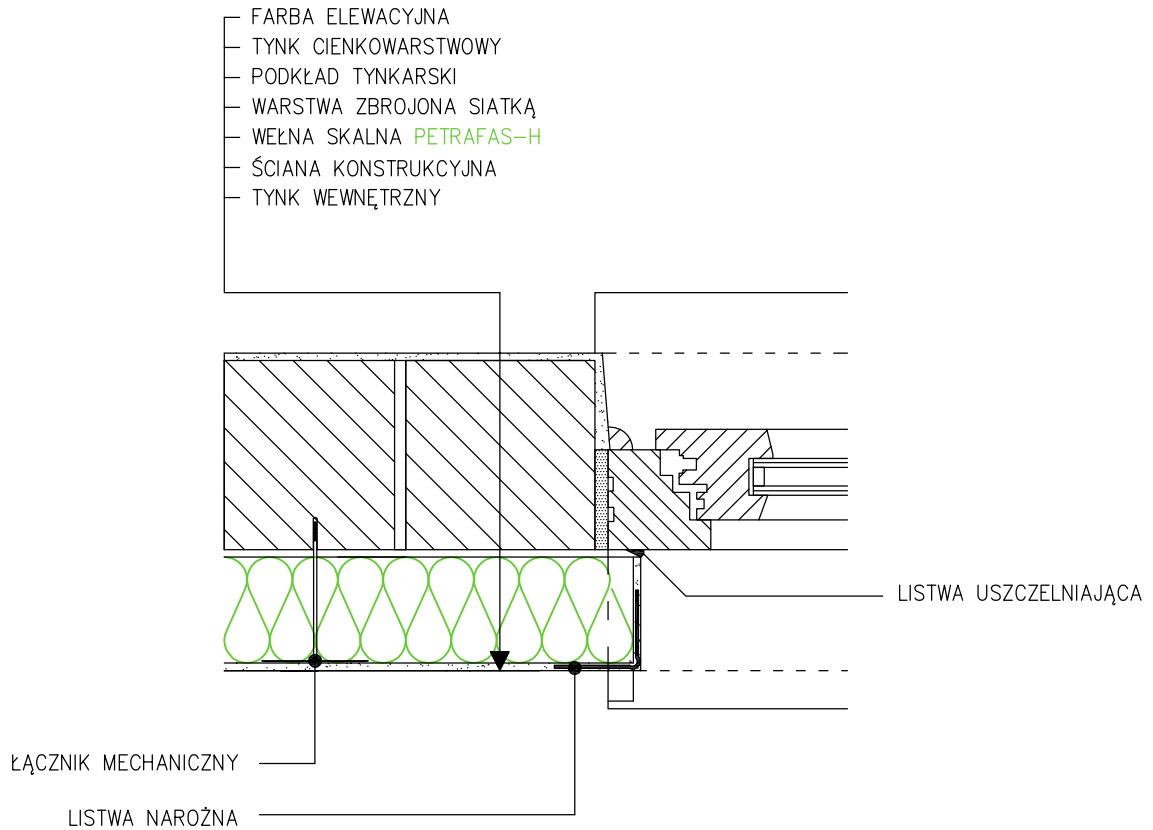 FARBA ELEWACYJNA
TYNK CIENKOWARSTWOWY
PODKŁAD TYNKARSKI
WARSTWA ZBROJONA SIATKĄ
WEŁNA SKALNA PETRAFAS-H
ŚCIANA KONSTRUKCYJNA
TYNK WEWNĘTRZNY
LISTWA USZCZELNIAJĄCA
ŁĄCZNIK MECHANICZNY
LISTWA NAROŻNA